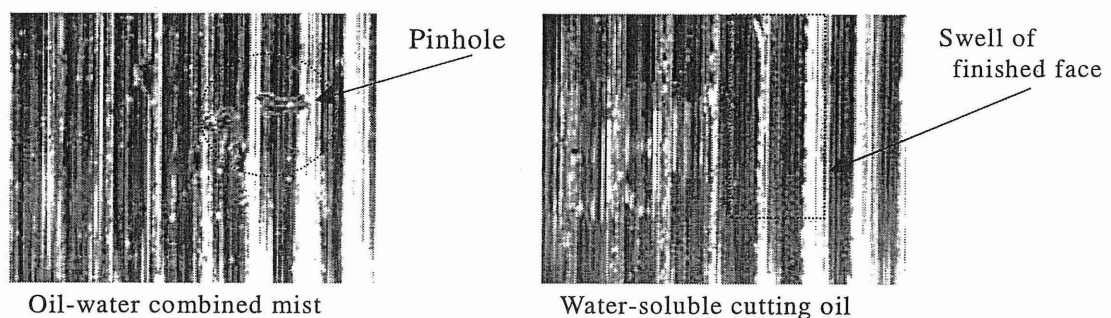 Pinhole
Swell of
finished face
Oil-water combined mist
Water-soluble cutting oil